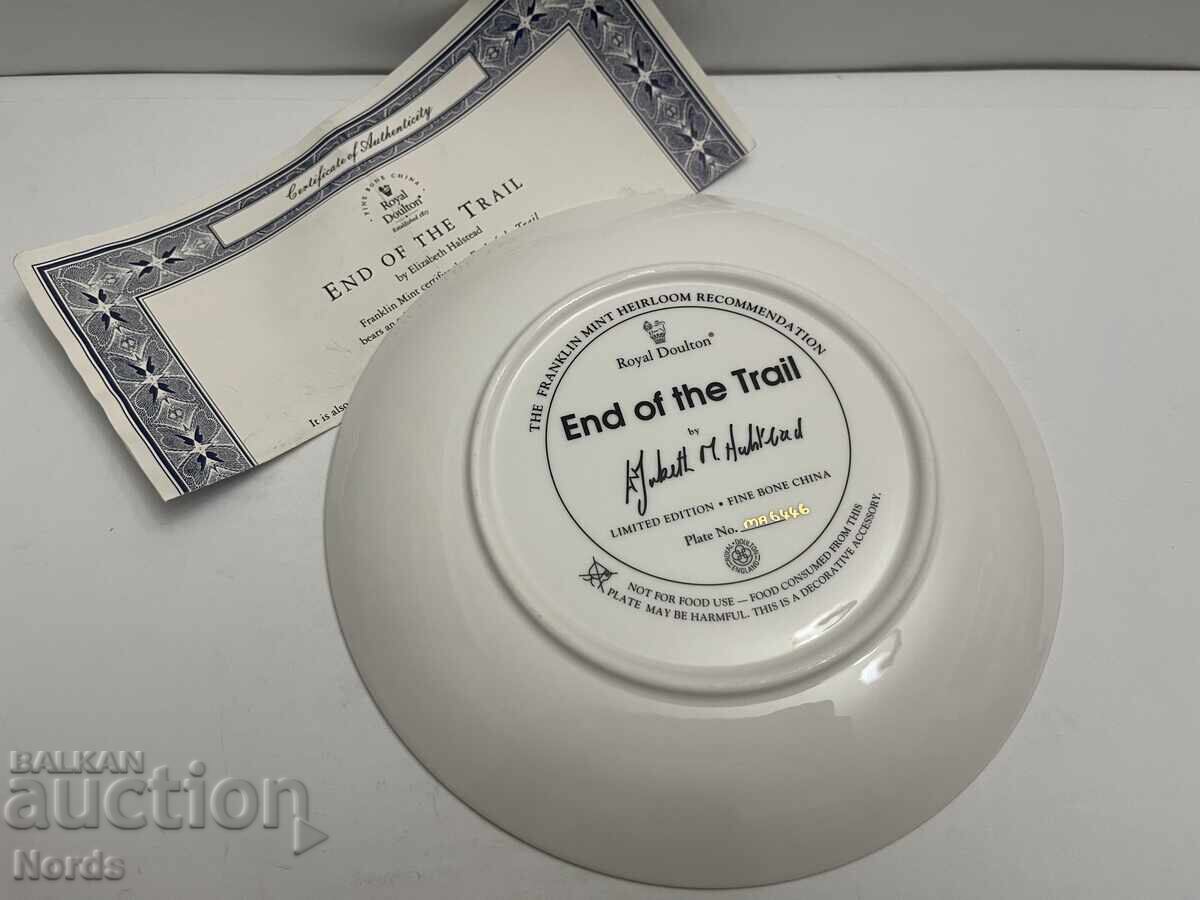 Certificate of Authenticity
FINE BONE CHINA
Royal
Doulton®
Established 1815
END OF THE TRAIL
by Elizabeth Halstead
Franklin Mint
bears an
It is also
THE FRANKLIN MINT HEIRLOOM RECOMMENDATION
Royal Doulton®
End of the Trail
by
LIMITED EDITION • FINE BONE CHINA
Plate No. MA6446
ROYAL DOULTON
ENGLAND
NOT FOR FOOD USE — FOOD CONSUMED FROM THIS
PLATE MAY BE HARMFUL. THIS IS A DECORATIVE ACCESSORY.
BALKAN
auction
Nords